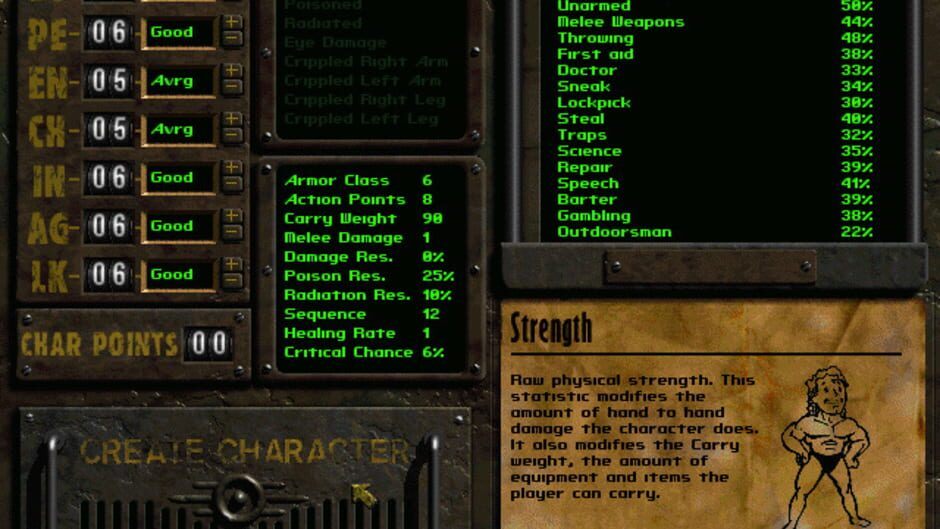 PE 06 Good + -
EN 05 Avrg + -
CH 05 Avrg + -
IN 06 Good + -
AG 06 Good + -
LK 06 Good + -
CHAR POINTS 00
CREATE CHARACTER
Poisoned
Radiated
Eye Damage
Crippled Right Arm
Crippled Left Arm
Crippled Right Leg
Crippled Left Leg
Armor Class 6
Action Points 8
Carry Weight 90
Melee Damage 1
Damage Res. 0%
Poison Res. 25%
Radiation Res. 10%
Sequence 12
Healing Rate 1
Critical Chance 6%
Unarmed 50%
Melee Weapons 44%
Throwing 48%
First aid 38%
Doctor 33%
Sneak 34%
Lockpick 30%
Steal 40%
Traps 32%
Science 35%
Repair 39%
Speech 41%
Barter 39%
Gambling 38%
Outdoorsman 22%
Strength
Raw physical strength. This
statistic modifies the
amount of hand to hand
damage the character does.
It also modifies the Carry
weight, the amount of
equipment and items the
player can carry.